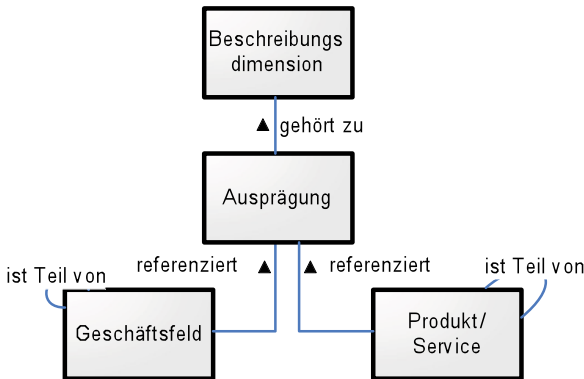 Beschreibungs
dimension
▲ gehört zu
Ausprägung
referenziert ▲ ▲ referenziert
ist Teil von
ist Teil von
Geschäftsfeld
Produkt/
Service